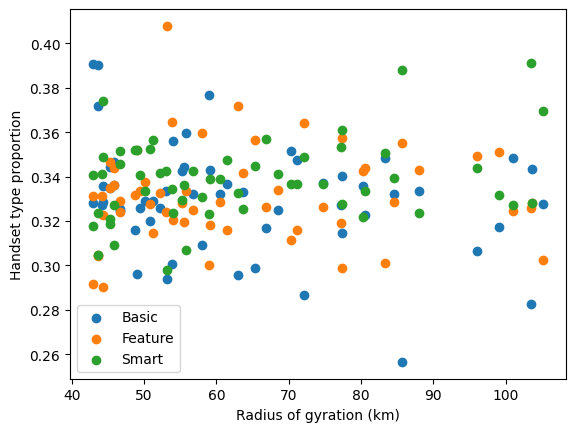 Handset type proportion
0.40
0.38
0.36
0.34
0.32
0.30
0.28
0.26
Basic
Feature
Smart
40 50 60 70 80 90 100
Radius of gyration (km)